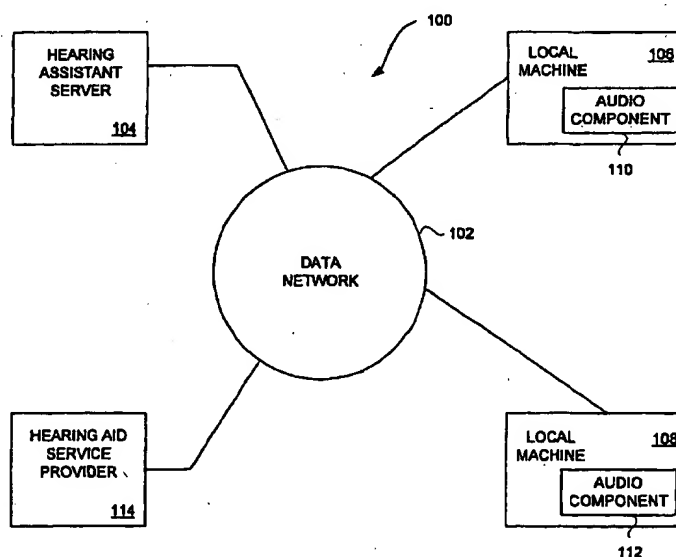 100
HEARING
ASSISTANT
SERVER
104
LOCAL
MACHINE
106
AUDIO
COMPONENT
110
102
DATA
NETWORK
HEARING AID
SERVICE
PROVIDER
114
LOCAL
MACHINE
108
AUDIO
COMPONENT
112